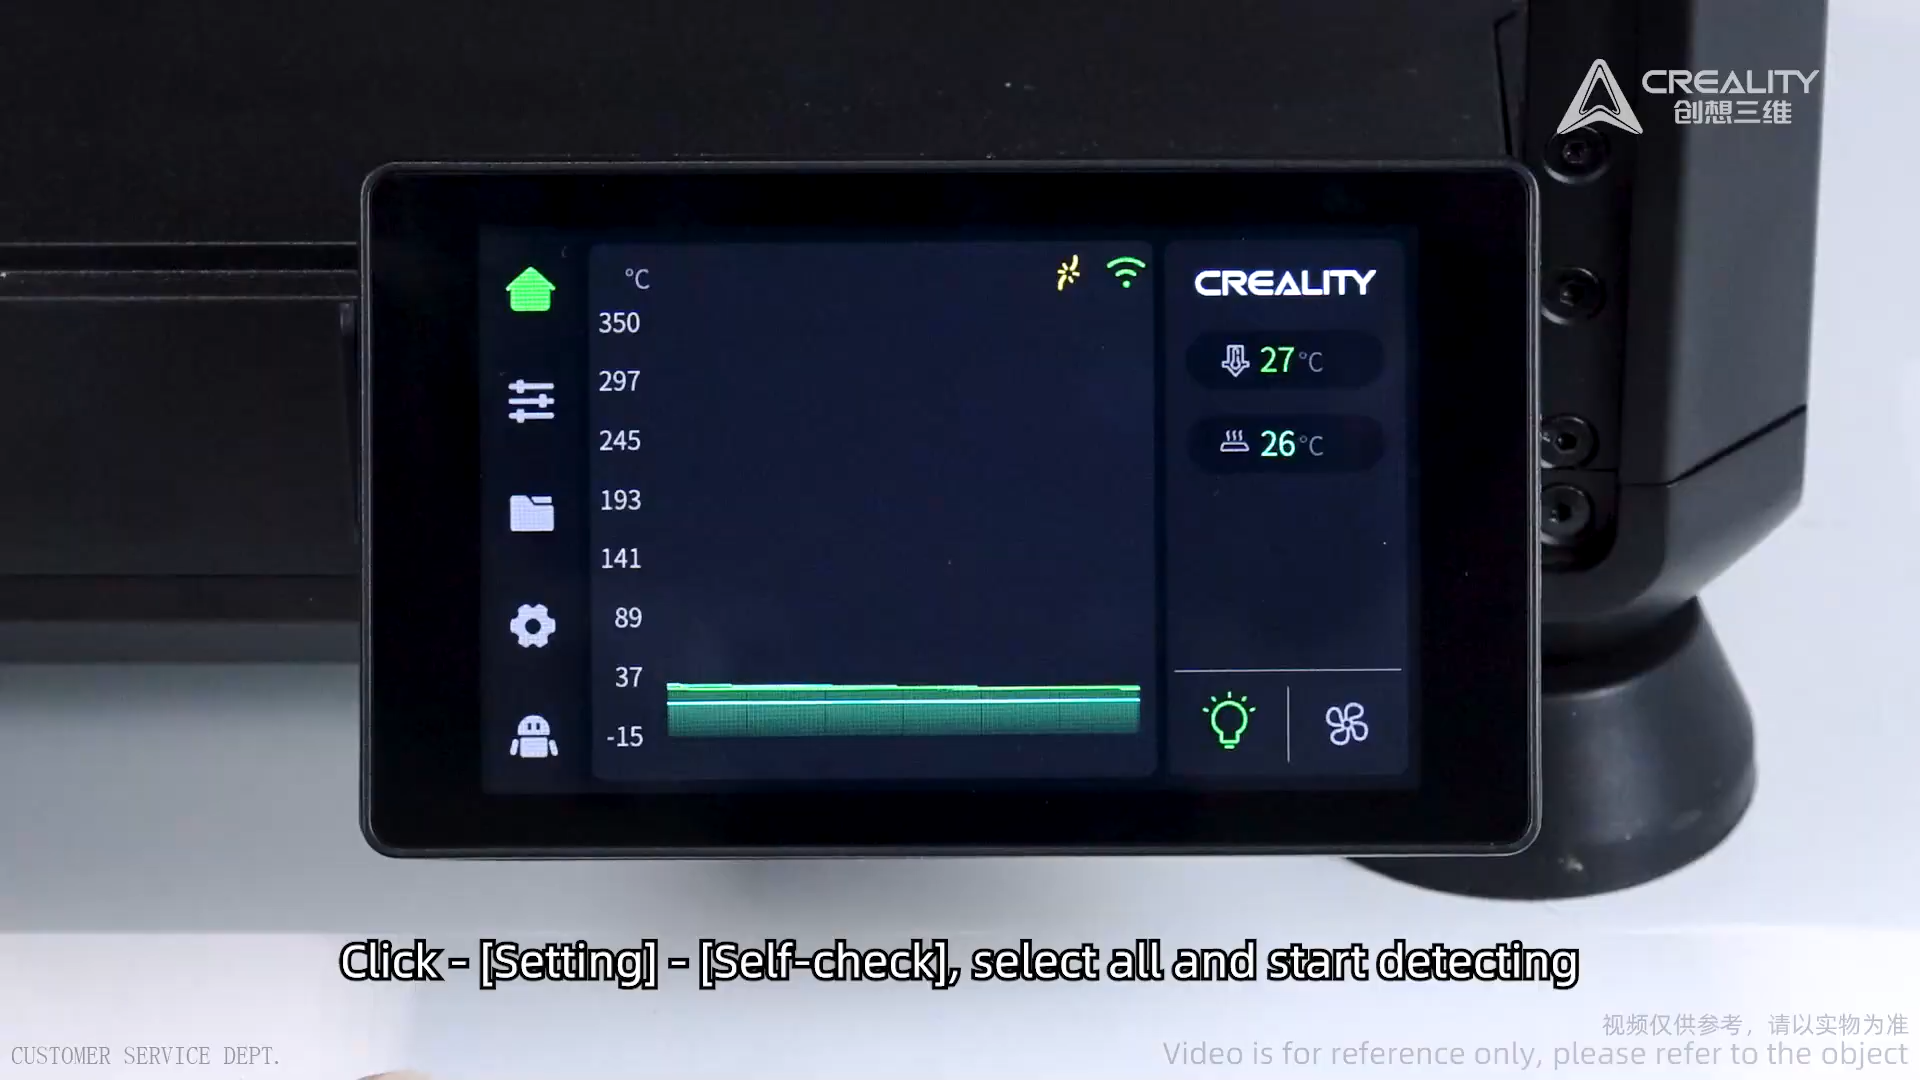 CREALITY
创想三维
°C
350
297
245
193
141
89
37
-15
CREALITY
27°C
26°C
Click - [Setting] - [Self-check], select all and start detecting
视频仅供参考，请以实物为准
CUSTOMER SERVICE DEPT.
Video is for reference only, please refer to the object